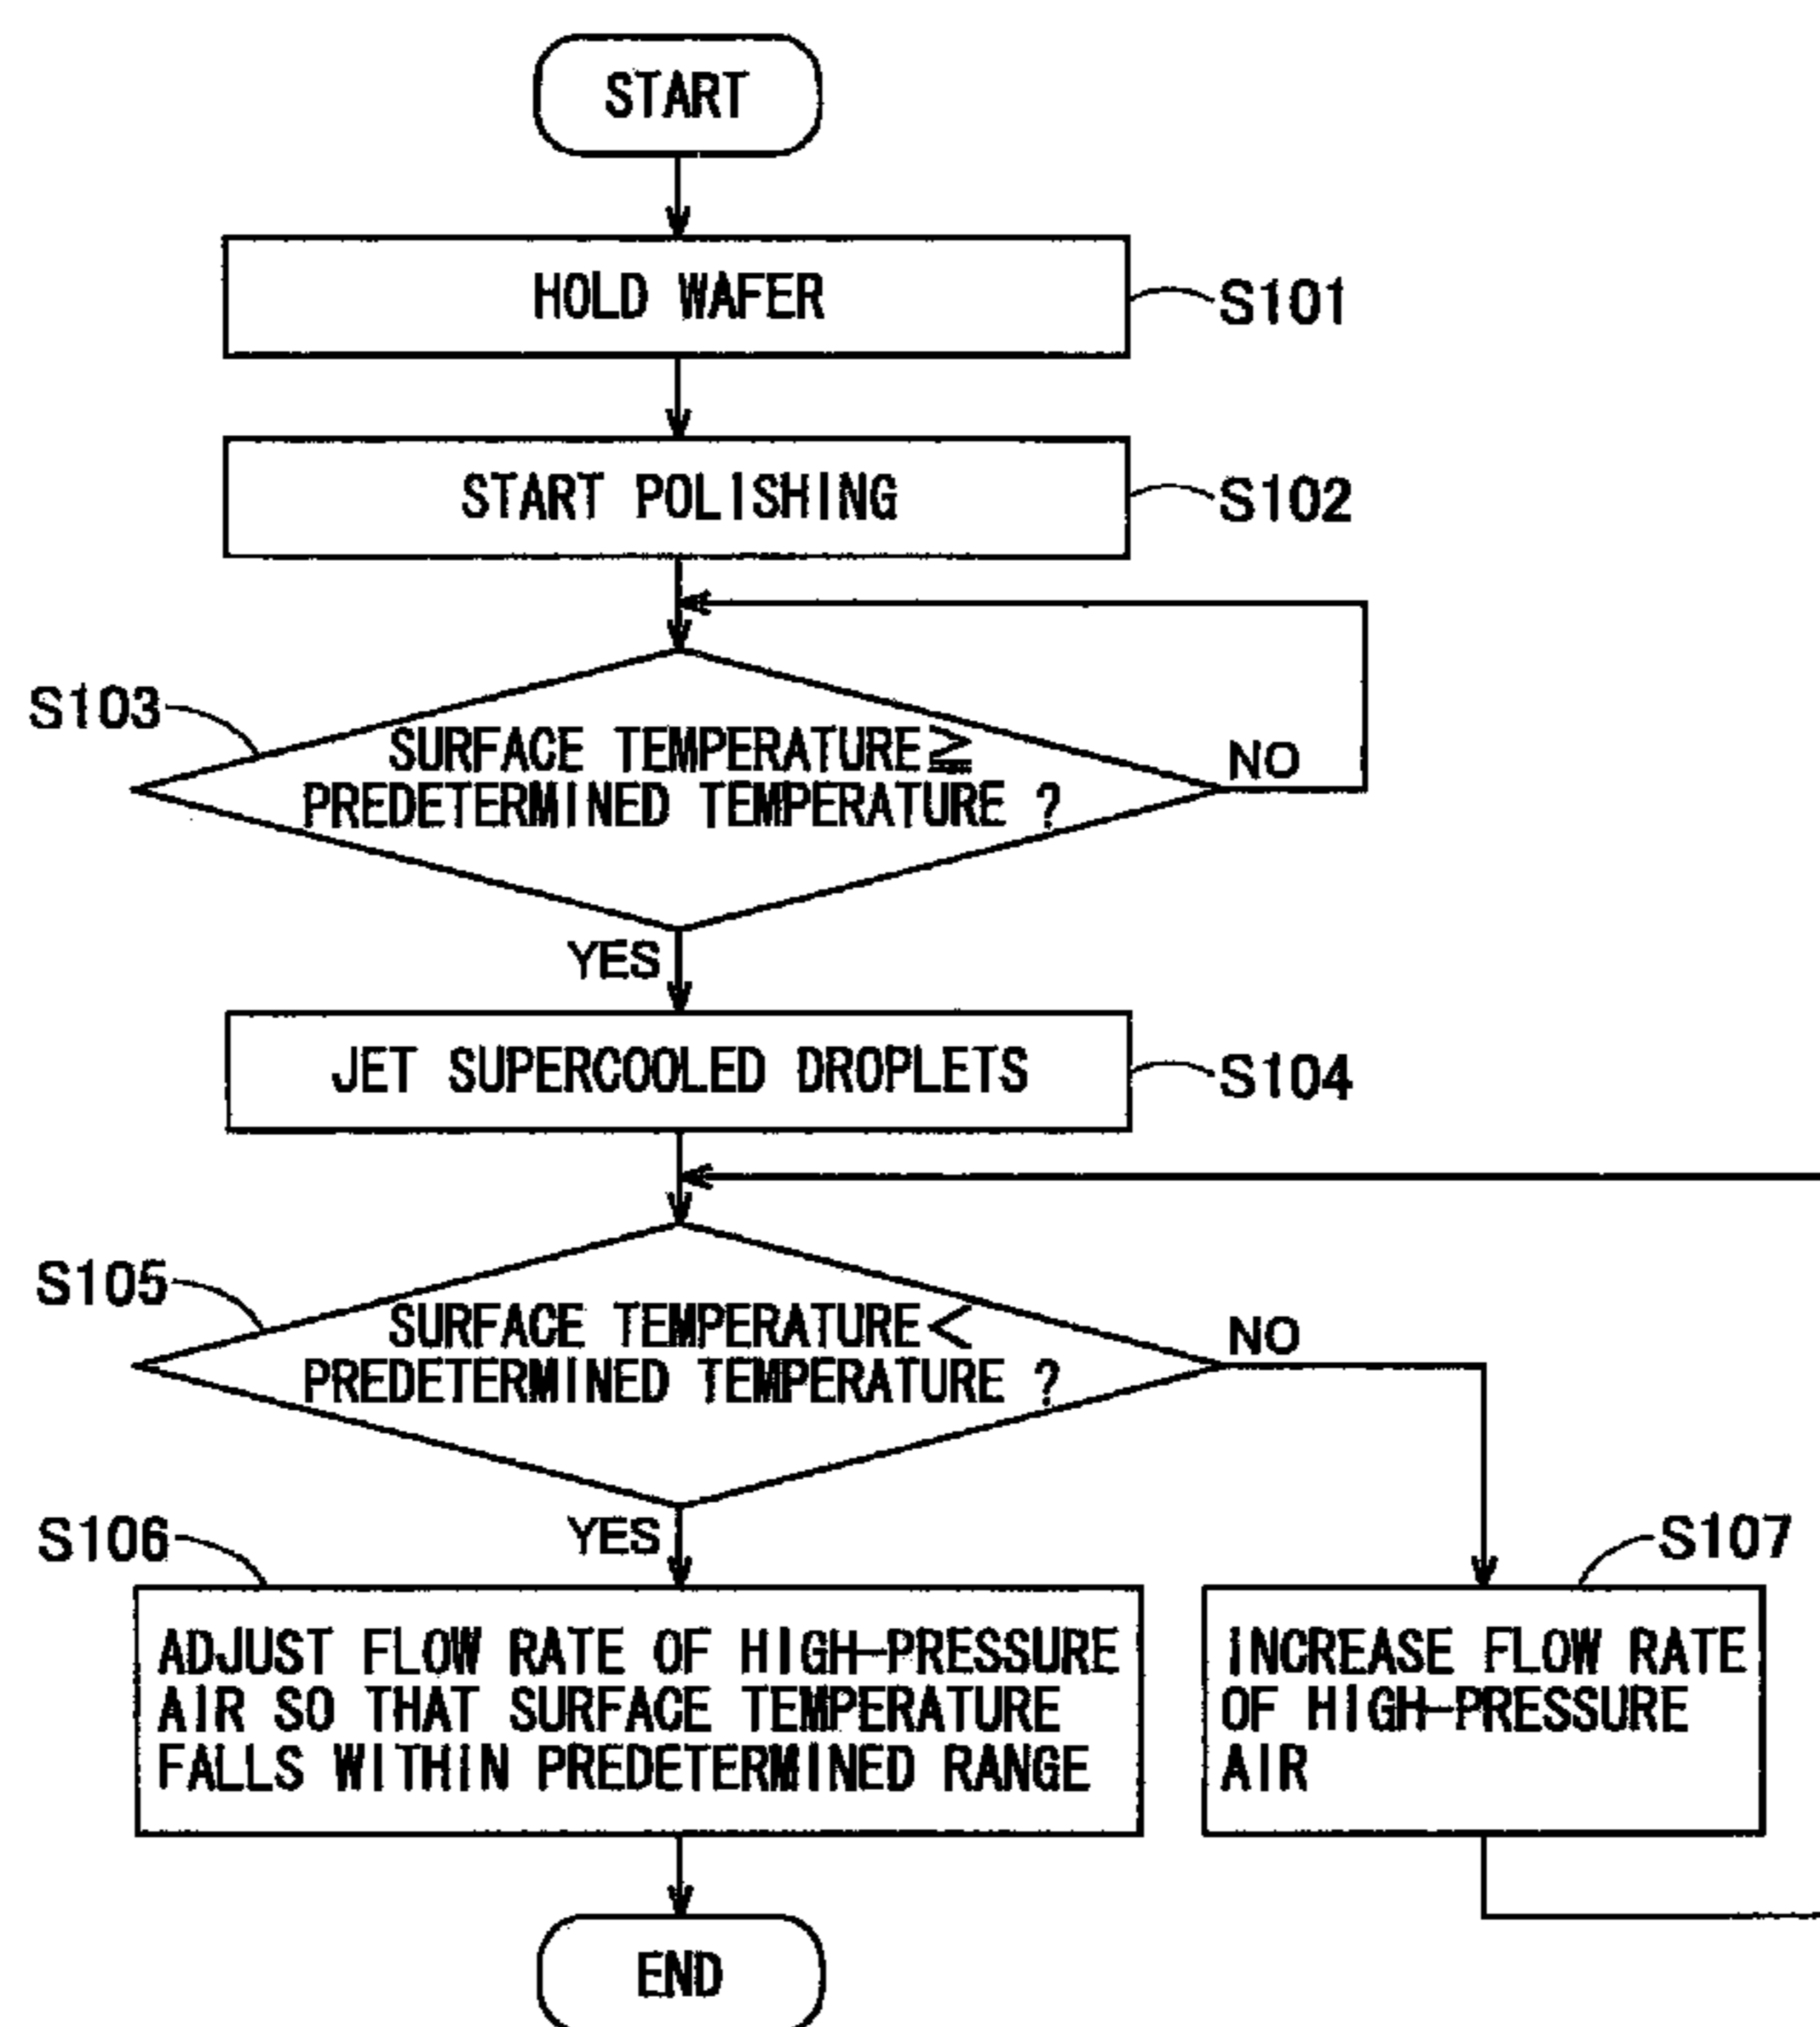 START
HOLD WAFER
S101
START POLISHING
S102
S103
SURFACE TEMPERATURE≧
PREDETERMINED TEMPERATURE ?
NO
YES
JET SUPERCOOLED DROPLETS
S104
S105
SURFACE TEMPERATURE<
PREDETERMINED TEMPERATURE ?
NO
YES
S106
S107
ADJUST FLOW RATE OF HIGH-PRESSURE
AIR SO THAT SURFACE TEMPERATURE
FALLS WITHIN PREDETERMINED RANGE
INCREASE FLOW RATE
OF HIGH-PRESSURE
AIR
END